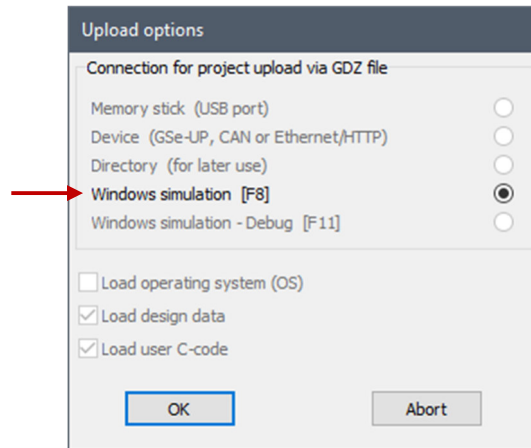 Upload options
Connection for project upload via GDZ file
Memory stick (USB port)
Device (GSe-UP, CAN or Ethernet/HTTP)
Directory (for later use)
Windows simulation [F8]
Windows simulation - Debug [F11]
Load operating system (OS)
Load design data
Load user C-code
OK
Abort